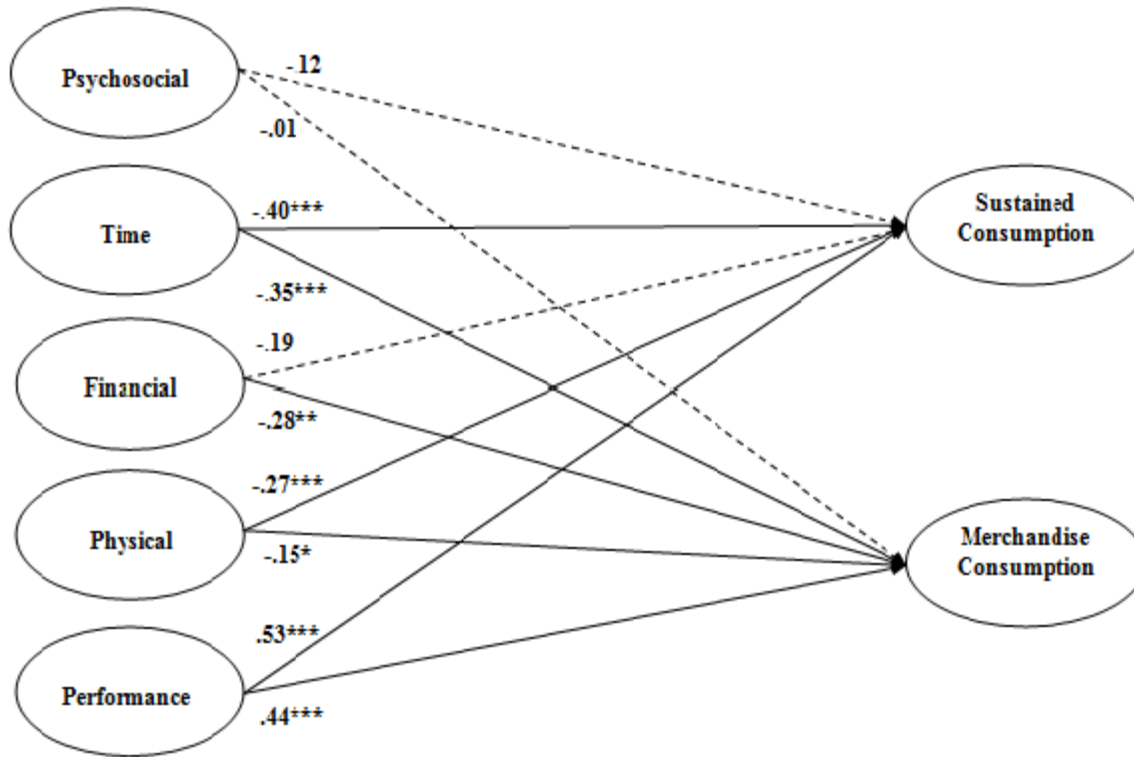 Psychosocial
-.12
-.01
Time
-.40***
-.35***
Sustained
Consumption
Financial
-.19
-.28**
Physical
-.27***
-.15*
Merchandise
Consumption
Performance
.53***
.44***